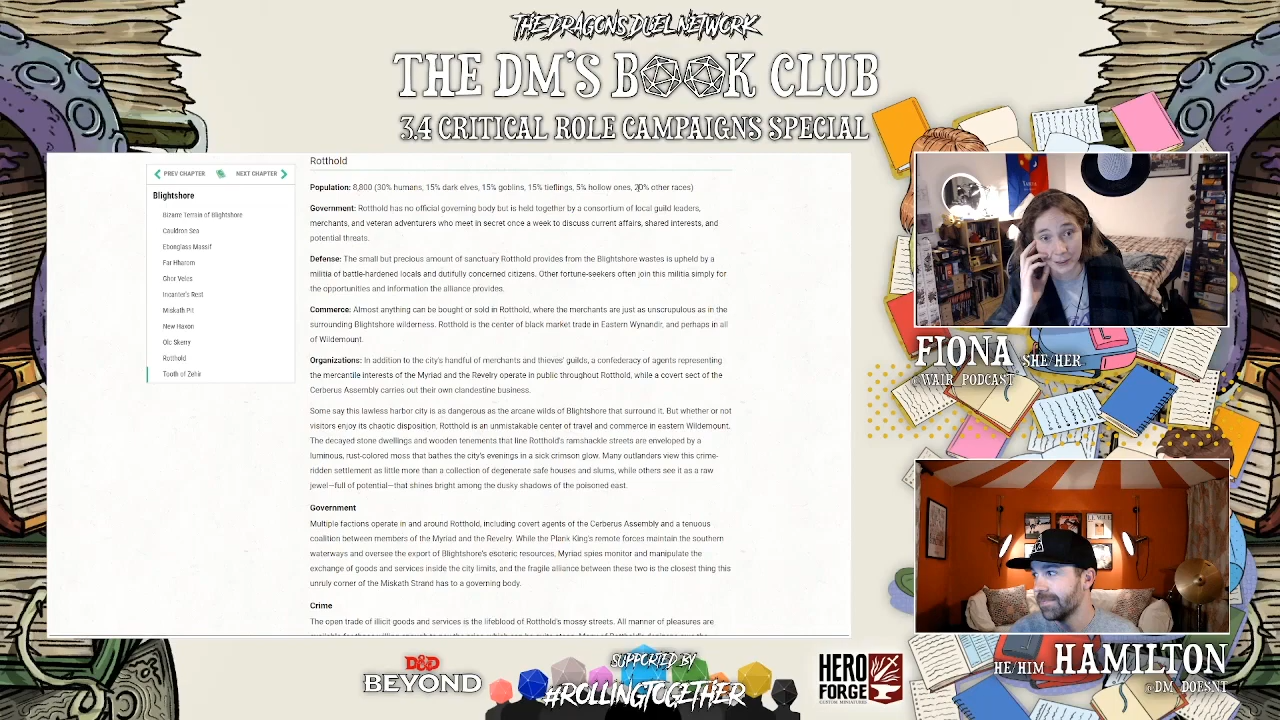 THE DRAGONS DUEL NETWORK
THE DM'S BOOK CLUB
3.4 CRITICAL ROLE CAMPAIGNS SPECIAL
PREV CHAPTER
NEXT CHAPTER
Blightshore
Bizarre Terrain of Blightshore
Cauldron Sea
Ebonglass Massif
Far Hharom
Ghor Veles
Incanter's Rest
Miskath Pit
New Haxon
Olc Skerry
Rotthold
Tooth of Zehir
Rotthold
Population: 8,800 (30% humans, 15% dark elves, 15% goblins, 15% tieflings, 5% hollow ones, 20% other races)
Government: Rotthold has no official governing body but is held together by a consortium of local guild leaders,
merchants, and veteran adventurers who meet in secret once a week to discuss current affairs, shared interests, and
potential threats.
Defense: The small but precious amount of sanctuary Rotthold provides from the Blightshore wastes is upheld by a
militia of battle-hardened locals and dutifully concerned citizens. Other fortune-seekers often join this militia simply for
the opportunities and information the alliance provides.
Commerce: Almost anything can be bought or sold in Rotthold, where the merchants are just as unscrupulous as in the
surrounding Blightshore wilderness. Rotthold is the center of black market trade in Eastern Wynandir, and perhaps in all
of Wildemount.
Organizations: In addition to the city's handful of merchants and thieves' guilds, a confederacy of agents representing
the mercantile interests of the Myriad and the Revelry operate in public throughout Rotthold, while a covert sect of the
Cerberus Assembly carries out their own clandestine business.
Some say this lawless harbor city is as dangerous as the arcane wilds of Blightshore that surround it. But whether or not
visitors enjoy its chaotic disposition, Rotthold is an unmistakable center of travel and commerce in eastern Wildemount.
The decayed stone dwellings and wooden tenements that line Rotthold's ramshackle streets are enveloped by a
luminous, rust-colored moss that bathes the city's evenings in a sick crimson glow. Many outlanders view this crime-
ridden settlement as little more than a collection of degenerate safe houses and slums, while others see it as a raw
jewel—full of potential—that shines bright among the dusky shadows of the poisoned east.
Government
Multiple factions operate in and around Rotthold, including covert agents of the Cerberus Assembly and a tenuous
coalition between members of the Myriad and the Revelry. While the Plank King's remote forces maintain the southern
waterways and oversee the export of Blightshore's esoteric resources, Myriad spies monitor and manipulate the
exchange of goods and services inside the city limits, and the fragile alliance between these two is the closest thing this
unruly corner of the Miskath Strand has to a governing body.
Crime
The open trade of illicit goods and services is the lifeblood of Rotthold's mossy streets. All manner of pleasures are
FIONA SHE/HER
@WAIR_PODCAST
HE/HIM HAMILTON
@DM_DOESNT
D&D
BEYOND
SUPPORTED BY
#ROLLINGTOGETHER
HERO
FORGE
CUSTOM MINIATURES